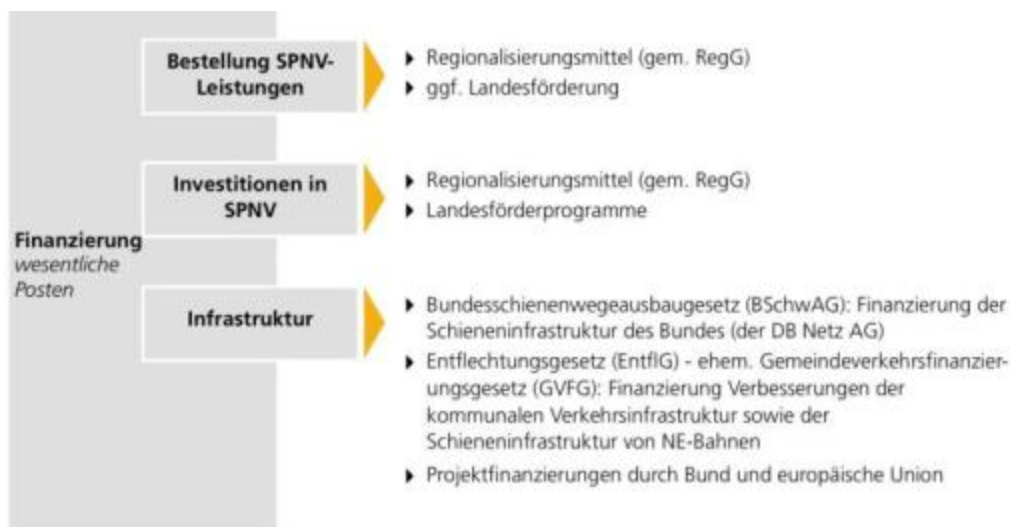 Bestellung SPNV-
Leistungen
▶ Regionalisierungsmittel (gem. RegG)
▶ ggf. Landesförderung
Investitionen in
SPNV
▶ Regionalisierungsmittel (gem. RegG)
▶ Landesförderprogramme
Finanzierung
wesentliche
Posten
Infrastruktur
▶ Bundesschienenwegeausbaugesetz (BSchwAG): Finanzierung der
Schieneninfrastruktur des Bundes (der DB Netz AG)
▶ Entflechtungsgesetz (EntflG) - ehem. Gemeindeverkehrsfinanzier-
ungsgesetz (GVFG): Finanzierung Verbesserungen der
kommunalen Verkehrsinfrastruktur sowie der
Schieneninfrastruktur von NE-Bahnen
▶ Projektfinanzierungen durch Bund und europäische Union